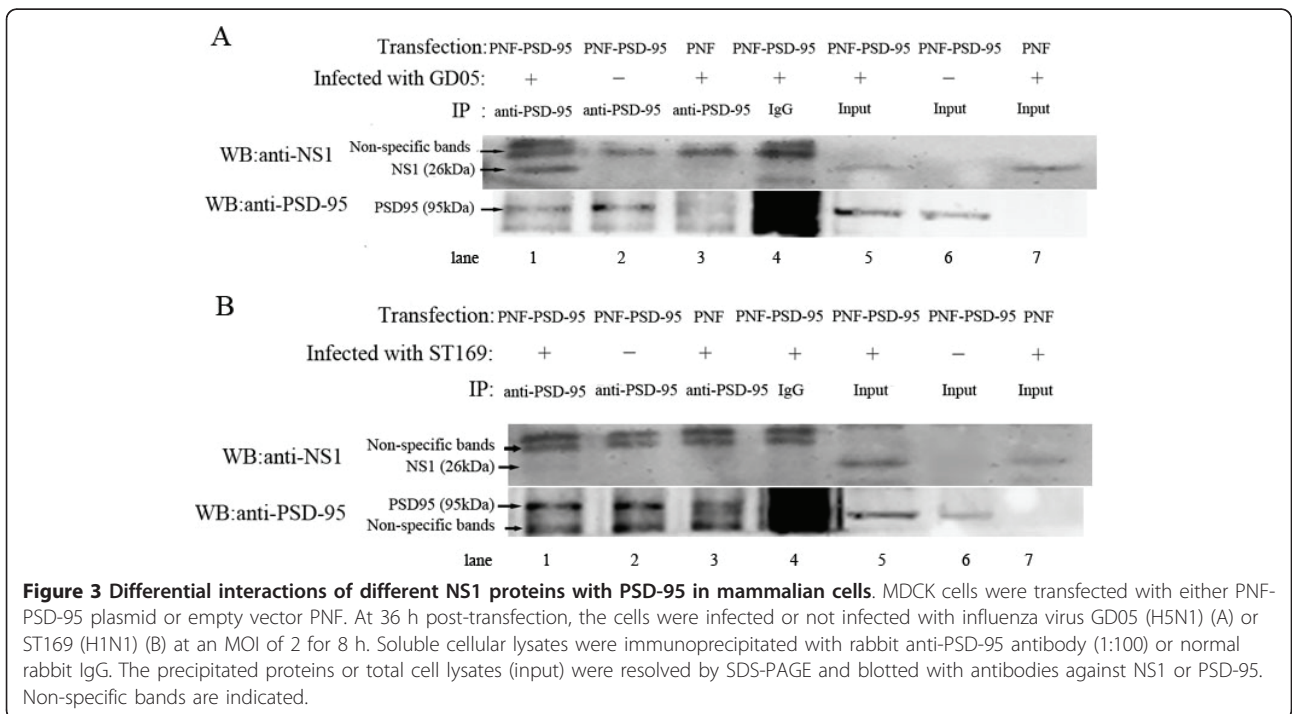 A
Transfection: PNF-PSD-95 PNF-PSD-95 PNF PNF-PSD-95 PNF-PSD-95 PNF-PSD-95 PNF
Infected with GD05: + − + + + − +
IP : anti-PSD-95 anti-PSD-95 anti-PSD-95 IgG Input Input Input
WB:anti-NS1 Non-specific bands
NS1 (26kDa)
WB:anti-PSD-95 PSD95 (95kDa)
lane 1 2 3 4 5 6 7
B
Transfection: PNF-PSD-95 PNF-PSD-95 PNF PNF-PSD-95 PNF-PSD-95 PNF-PSD-95 PNF
Infected with ST169: + − + + + − +
IP: anti-PSD-95 anti-PSD-95 anti-PSD-95 IgG Input Input Input
WB:anti-NS1 Non-specific bands
NS1 (26kDa)
WB:anti-PSD-95 PSD95 (95kDa)
Non-specific bands
lane 1 2 3 4 5 6 7
Figure 3 Differential interactions of different NS1 proteins with PSD-95 in mammalian cells. MDCK cells were transfected with either PNF-
PSD-95 plasmid or empty vector PNF. At 36 h post-transfection, the cells were infected or not infected with influenza virus GD05 (H5N1) (A) or
ST169 (H1N1) (B) at an MOI of 2 for 8 h. Soluble cellular lysates were immunoprecipitated with rabbit anti-PSD-95 antibody (1:100) or normal
rabbit IgG. The precipitated proteins or total cell lysates (input) were resolved by SDS-PAGE and blotted with antibodies against NS1 or PSD-95.
Non-specific bands are indicated.